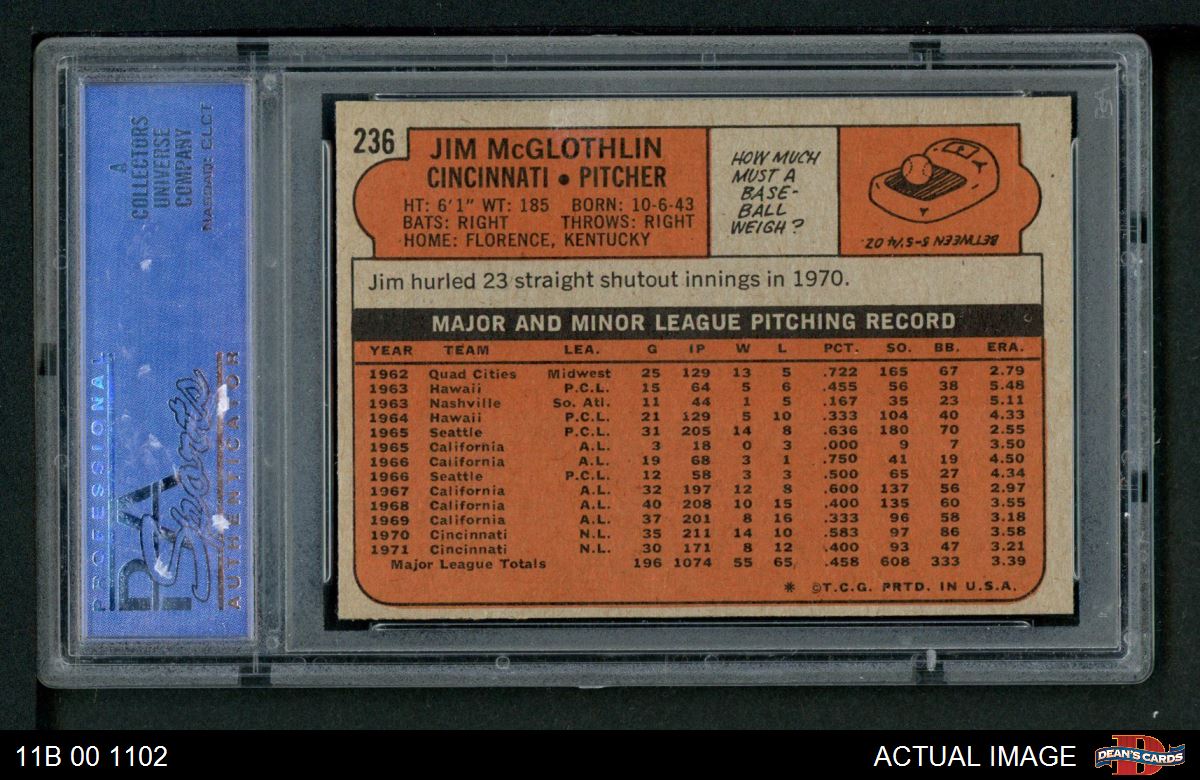 A
COLLECTORS
UNIVERSE
COMPANY
NASDAQ: CLCT
PROFESSIONAL
PSA
Sports
AUTHENTICATOR
236
JIM McGLOTHLIN
CINCINNATI • PITCHER
HT: 6'1" WT: 185 BORN: 10-6-43
BATS: RIGHT THROWS: RIGHT
HOME: FLORENCE, KENTUCKY
HOW MUCH
MUST A
BASE-
BALL
WEIGH?
BETWEEN 5-5¼ OZ.
Jim hurled 23 straight shutout innings in 1970.
MAJOR AND MINOR LEAGUE PITCHING RECORD
YEAR TEAM LEA. G IP W L PCT. SO. BB. ERA.
1962 Quad Cities Midwest 25 129 13 5 .722 165 67 2.79
1963 Hawaii P.C.L. 15 64 5 6 .455 56 38 5.48
1963 Nashville So. Atl. 11 44 1 5 .167 35 23 5.11
1964 Hawaii P.C.L. 21 129 5 10 .333 104 40 4.33
1965 Seattle P.C.L. 31 205 14 8 .636 180 70 2.55
1965 California A.L. 3 18 0 3 .000 9 7 3.50
1966 California A.L. 19 68 3 1 .750 41 19 4.50
1966 Seattle P.C.L. 12 58 3 3 .500 65 27 4.34
1967 California A.L. 32 197 12 8 .600 137 56 2.97
1968 California A.L. 40 208 10 15 .400 135 60 3.55
1969 California A.L. 37 201 8 16 .333 96 58 3.18
1970 Cincinnati N.L. 35 211 14 10 .583 97 86 3.58
1971 Cincinnati N.L. 30 171 8 12 .400 93 47 3.21
Major League Totals 196 1074 55 65 .458 608 333 3.39
* ©T.C.G. PRTD. IN U.S.A.
11B 00 1102
ACTUAL IMAGE
D
DEAN'S CARDS